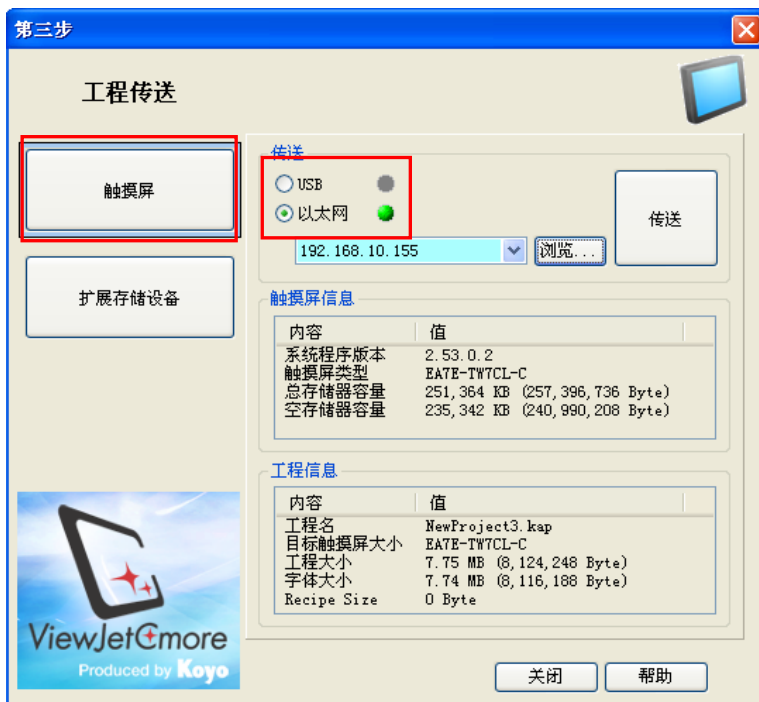 第三步
工程传送
触摸屏
扩展存储设备
传送
USB
以太网
192.168.10.155
浏览...
传送
触摸屏信息
内容 值
系统程序版本 2.53.0.2
触摸屏类型 EA7E-TW7CL-C
总存储器容量 251,364 KB (257,396,736 Byte)
空存储器容量 235,342 KB (240,990,208 Byte)
工程信息
内容 值
工程名 NewProject3.kap
目标触摸屏大小 EA7E-TW7CL-C
工程大小 7.75 MB (8,124,248 Byte)
字体大小 7.74 MB (8,116,188 Byte)
Recipe Size 0 Byte
ViewJetCmore
Produced by Koyo
关闭
帮助